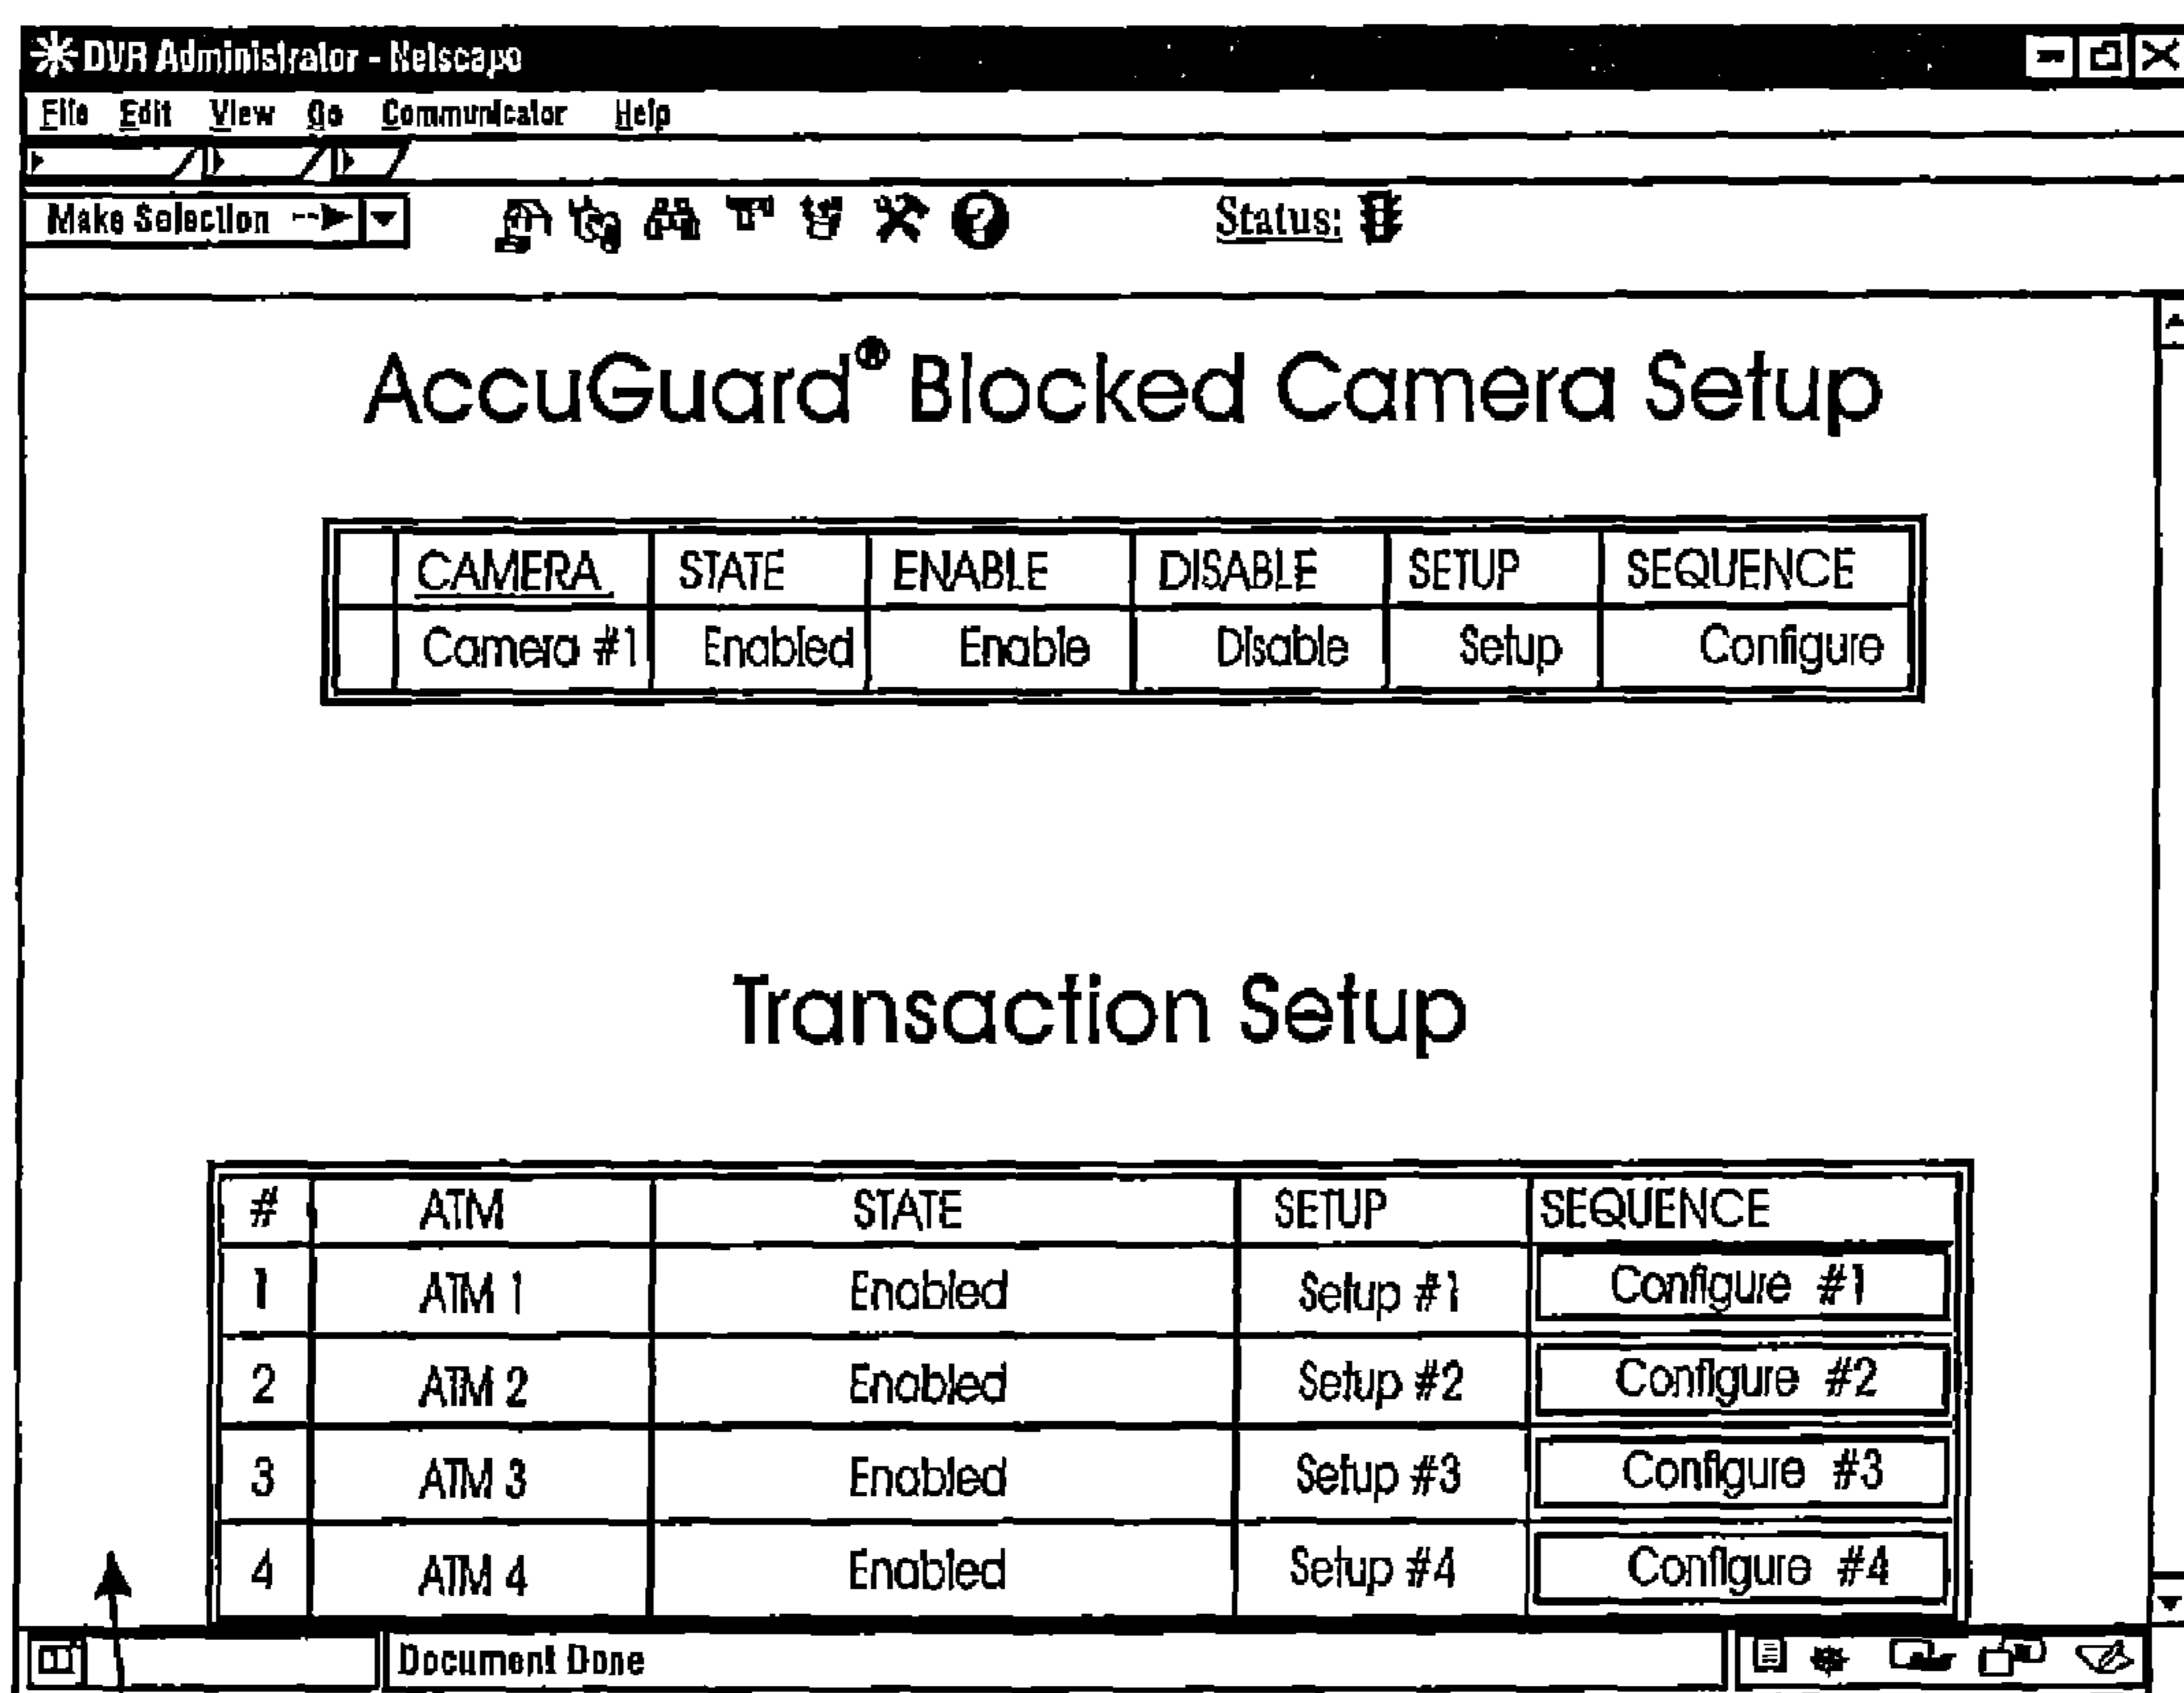 DVR Administrator - Netscape
File Edit View Go Communicator Help
Make Selection Status:
AccuGuard® Blocked Camera Setup
CAMERA STATE ENABLE DISABLE SETUP SEQUENCE
Camera #1 Enabled Enable Disable Setup Configure
Transaction Setup
# ATM STATE SETUP SEQUENCE
1 ATM 1 Enabled Setup #1 Configure #1
2 ATM 2 Enabled Setup #2 Configure #2
3 ATM 3 Enabled Setup #3 Configure #3
4 ATM 4 Enabled Setup #4 Configure #4
Document Done